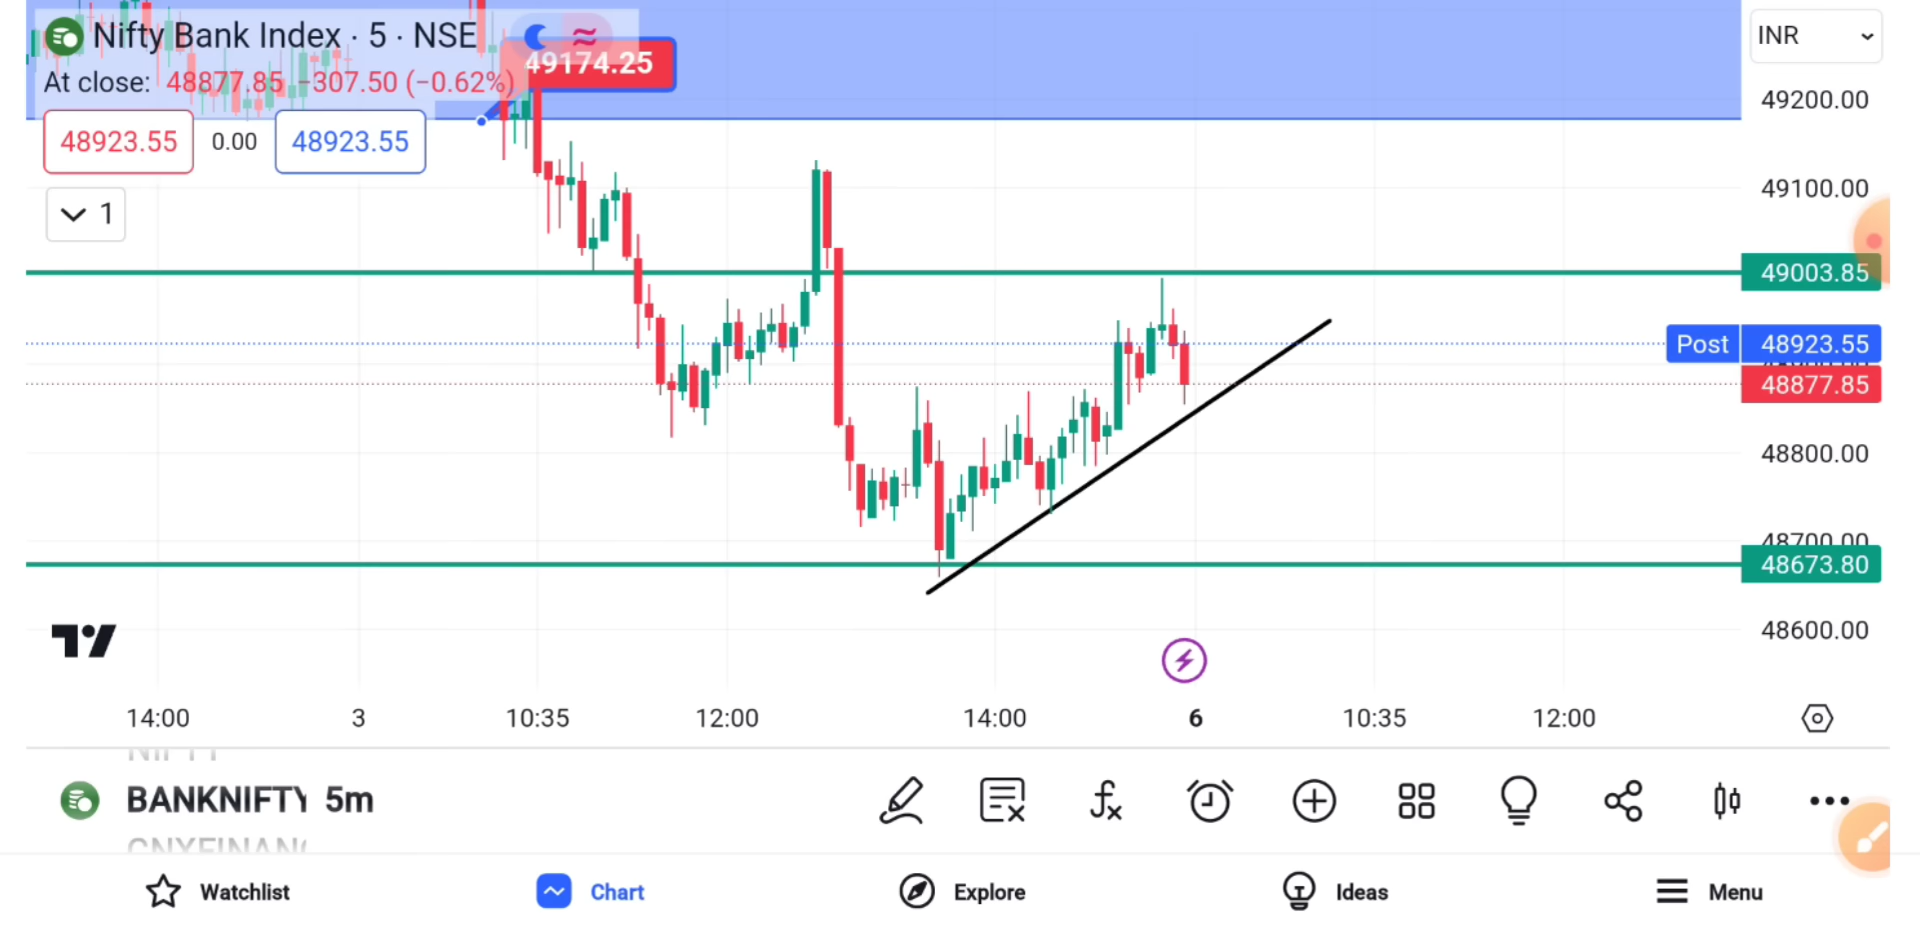 Nifty Bank Index · 5 · NSE
49174.25
At close: 48877.85 −307.50 (−0.62%)
48923.55 0.00 48923.55
1
INR
49200.00
49100.00
49003.85
Post 48923.55
48877.85
48800.00
48700.00
48673.80
48600.00
14:00 3 10:35 12:00 14:00 6 10:35 12:00
NIFTY
BANKNIFTY 5m
Watchlist Chart Explore Ideas Menu